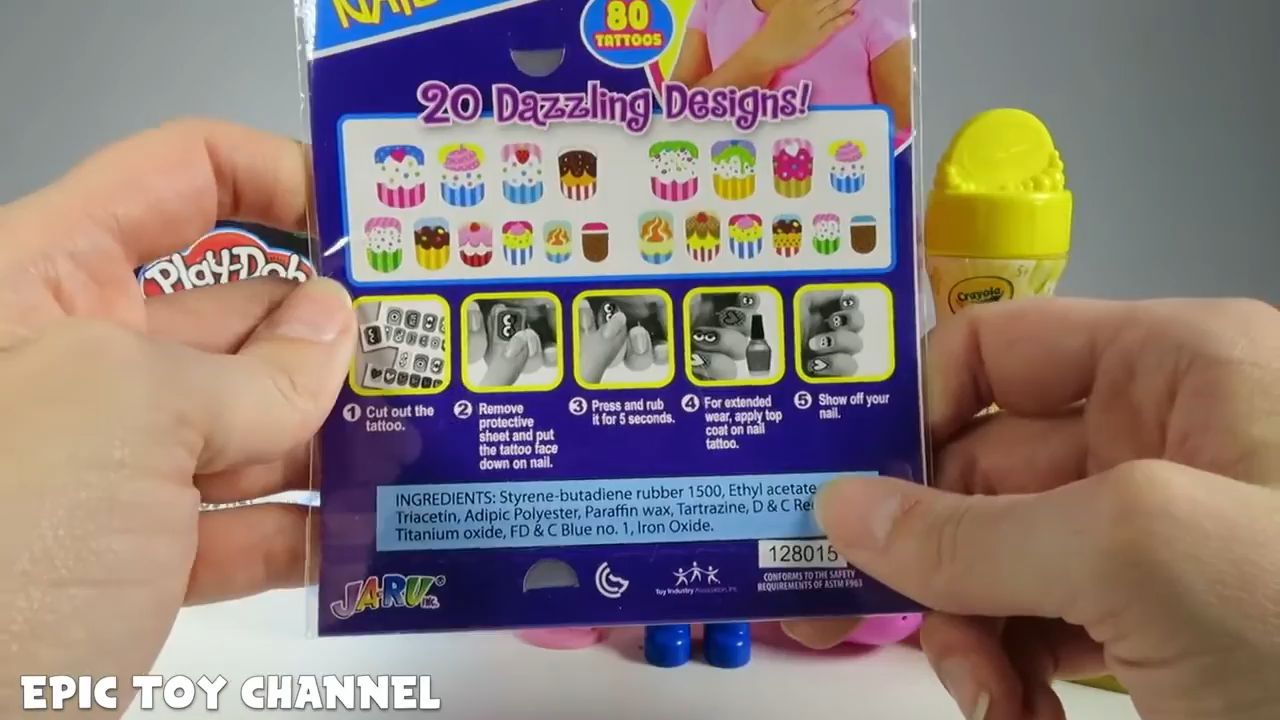 80
TATTOOS
20 Dazzling Designs!
PLAY-DOH
5+
Crayola
1 Cut out the
tattoo.
2 Remove
protective
sheet and put
the tattoo face
down on nail.
3 Press and rub
it for 5 seconds.
4 For extended
wear, apply top
coat on nail
tattoo.
5 Show off your
nail.
INGREDIENTS: Styrene-butadiene rubber 1500, Ethyl acetate
Triacetin, Adipic Polyester, Paraffin wax, Tartrazine, D & C
Titanium oxide, FD & C Blue no. 1, Iron Oxide.
128015
JA-RU INC.
Toy Industry Association, Inc
CONFORMS TO THE SAFETY
REQUIREMENTS OF ASTM F963
EPIC TOY CHANNEL